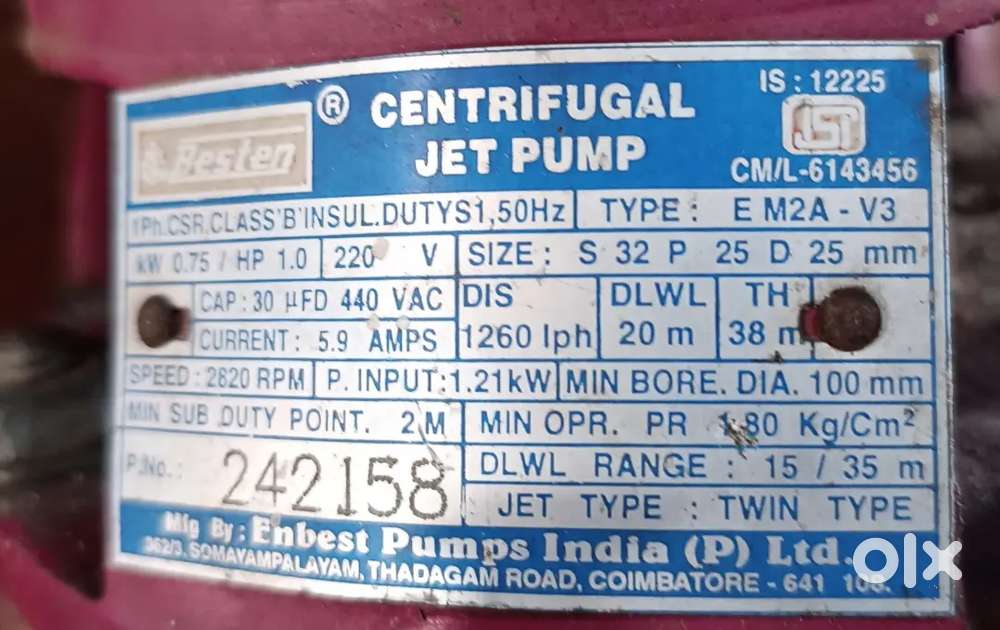 Besten
® CENTRIFUGAL
JET PUMP
IS : 12225
ISI
CM/L-6143456
1Ph.CSR.CLASS'B'INSUL.DUTYS1,50Hz
TYPE : E M2A - V3
kW 0.75 / HP 1.0
220 V
SIZE : S 32 P 25 D 25 mm
CAP : 30 µFD 440 VAC
CURRENT : 5.9 AMPS
DIS
1260 lph
DLWL
20 m
TH
38 m
SPEED : 2820 RPM
P. INPUT:1.21kW
MIN BORE. DIA. 100 mm
MIN SUB DUTY POINT. 2 M
MIN OPR. PR 1.80 Kg/Cm²
P.No. : 242158
DLWL RANGE : 15 / 35 m
JET TYPE : TWIN TYPE
Mfg By : Enbest Pumps India (P) Ltd.
362/3, SOMAYAMPALAYAM, THADAGAM ROAD, COIMBATORE - 641 108.
olx